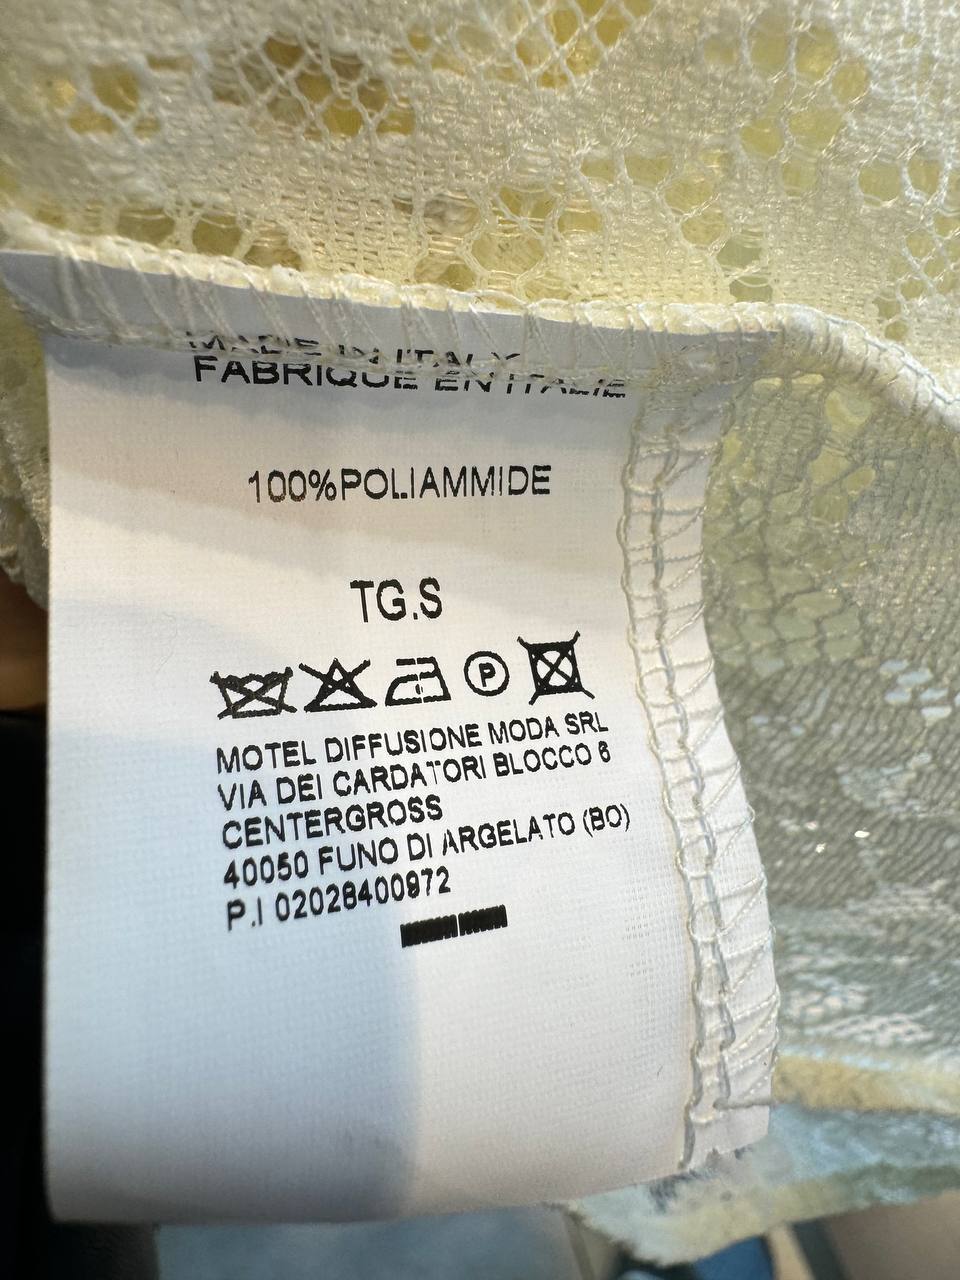 MADE IN ITALY
FABRIQUE EN ITALIE
100%POLIAMMIDE
TG.S
P
MOTEL DIFFUSIONE MODA SRL
VIA DEI CARDATORI BLOCCO 6
CENTERGROSS
40050 FUNO DI ARGELATO (BO)
P.I 02028400972